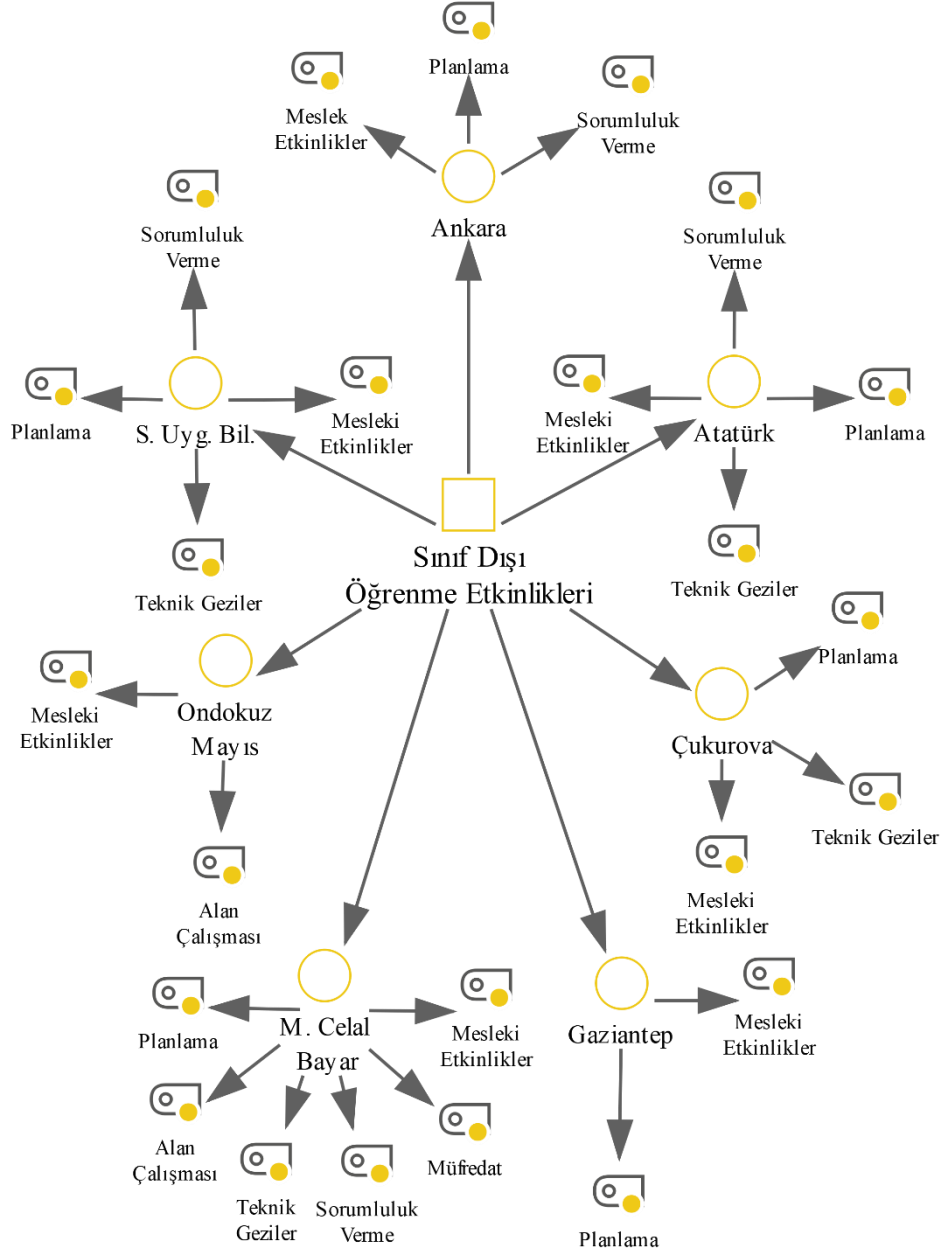 Planlama
Meslek
Etkinlikler
Sorumluluk
Verme
Ankara
Sorumluluk
Verme
Sorumluluk
Verme
Planlama
Mesleki
Etkinlikler
S. Uyg. Bil.
Mesleki
Etkinlikler
Planlama
Atatürk
Teknik Geziler
Teknik Geziler
Sınıf Dışı
Öğrenme Etkinlikleri
Planlama
Mesleki
Etkinlikler
Ondokuz
Mayıs
Çukurova
Teknik Geziler
Alan
Çalışması
Mesleki
Etkinlikler
Planlama
M. Celal
Bayar
Mesleki
Etkinlikler
Gaziantep
Mesleki
Etkinlikler
Alan
Çalışması
Teknik
Geziler
Sorumluluk
Verme
Müfredat
Planlama